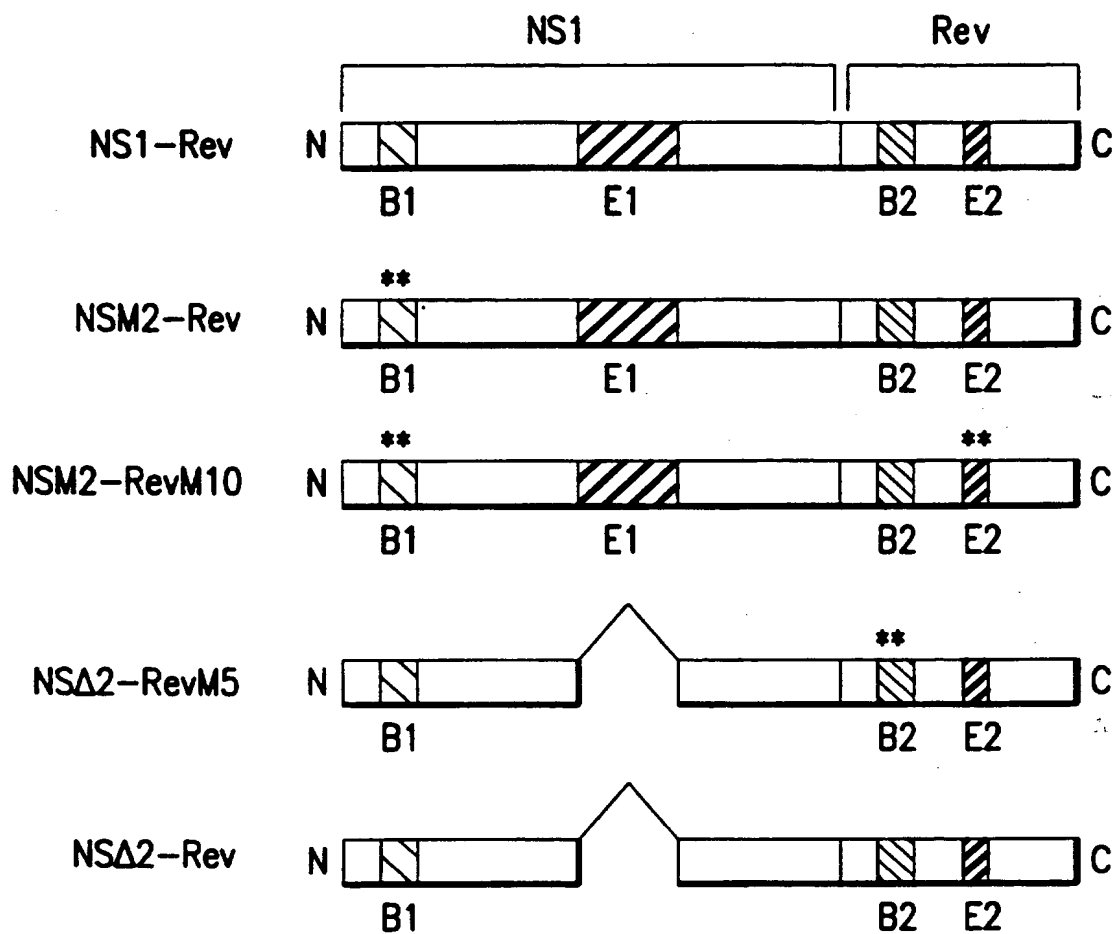 NS1 Rev
NS1-Rev N C
B1 E1 B2 E2
**
NSM2-Rev N C
B1 E1 B2 E2
** **
NSM2-RevM10 N C
B1 E1 B2 E2
**
NSΔ2-RevM5 N C
B1 B2 E2
NSΔ2-Rev N C
B1 B2 E2